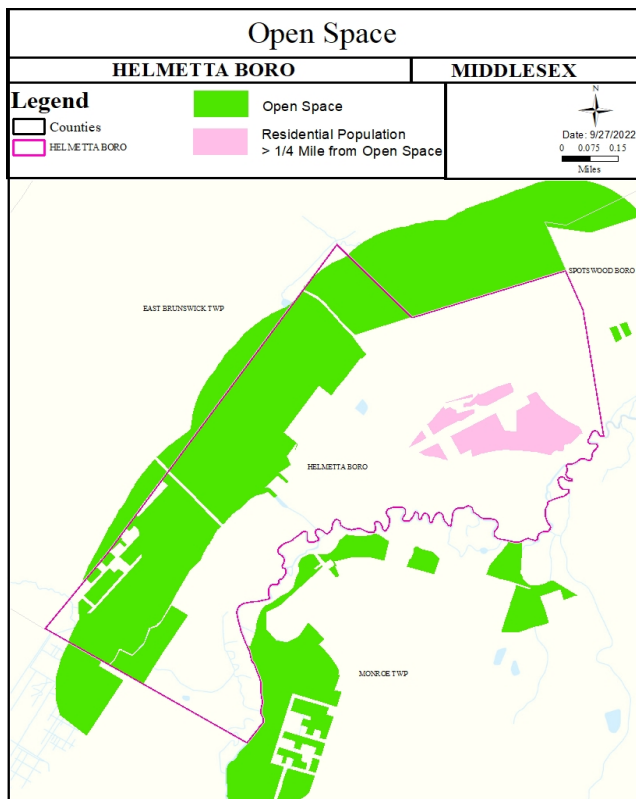 Open Space
HELMETTA BORO
MIDDLESEX
Legend
Counties
HELMETTA BORO
Open Space
Residential Population
> 1/4 Mile from Open Space
N
Date: 9/27/2022
0 0.075 0.15
Miles
SPOTSWOOD BORO
EAST BRUNSWICK TWP
HELMETTA BORO
MONROE TWP